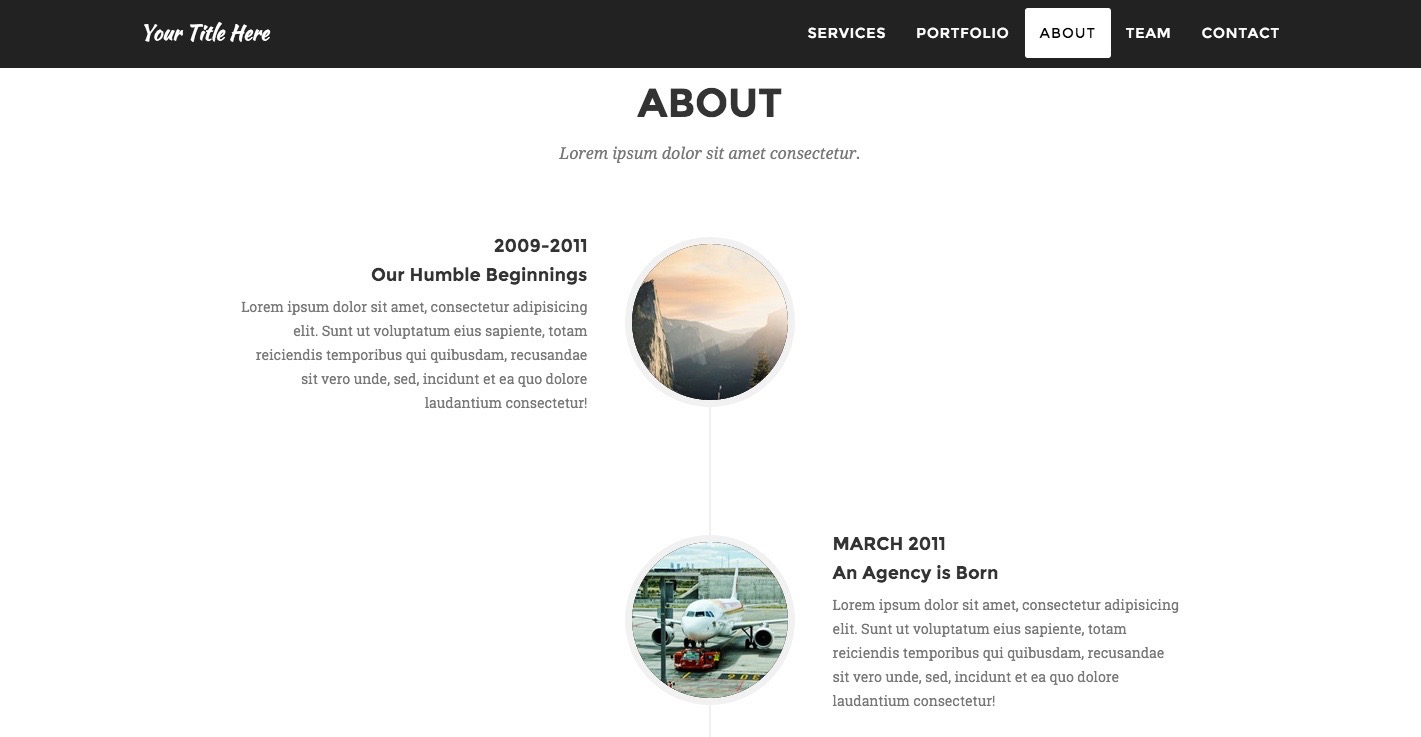 Your Title Here
SERVICES PORTFOLIO ABOUT TEAM CONTACT
ABOUT
Lorem ipsum dolor sit amet consectetur.
2009-2011
Our Humble Beginnings
Lorem ipsum dolor sit amet, consectetur adipisicing
elit. Sunt ut voluptatum eius sapiente, totam
reiciendis temporibus qui quibusdam, recusandae
sit vero unde, sed, incidunt et ea quo dolore
laudantium consectetur!
MARCH 2011
An Agency is Born
Lorem ipsum dolor sit amet, consectetur adipisicing
elit. Sunt ut voluptatum eius sapiente, totam
reiciendis temporibus qui quibusdam, recusandae
sit vero unde, sed, incidunt et ea quo dolore
laudantium consectetur!